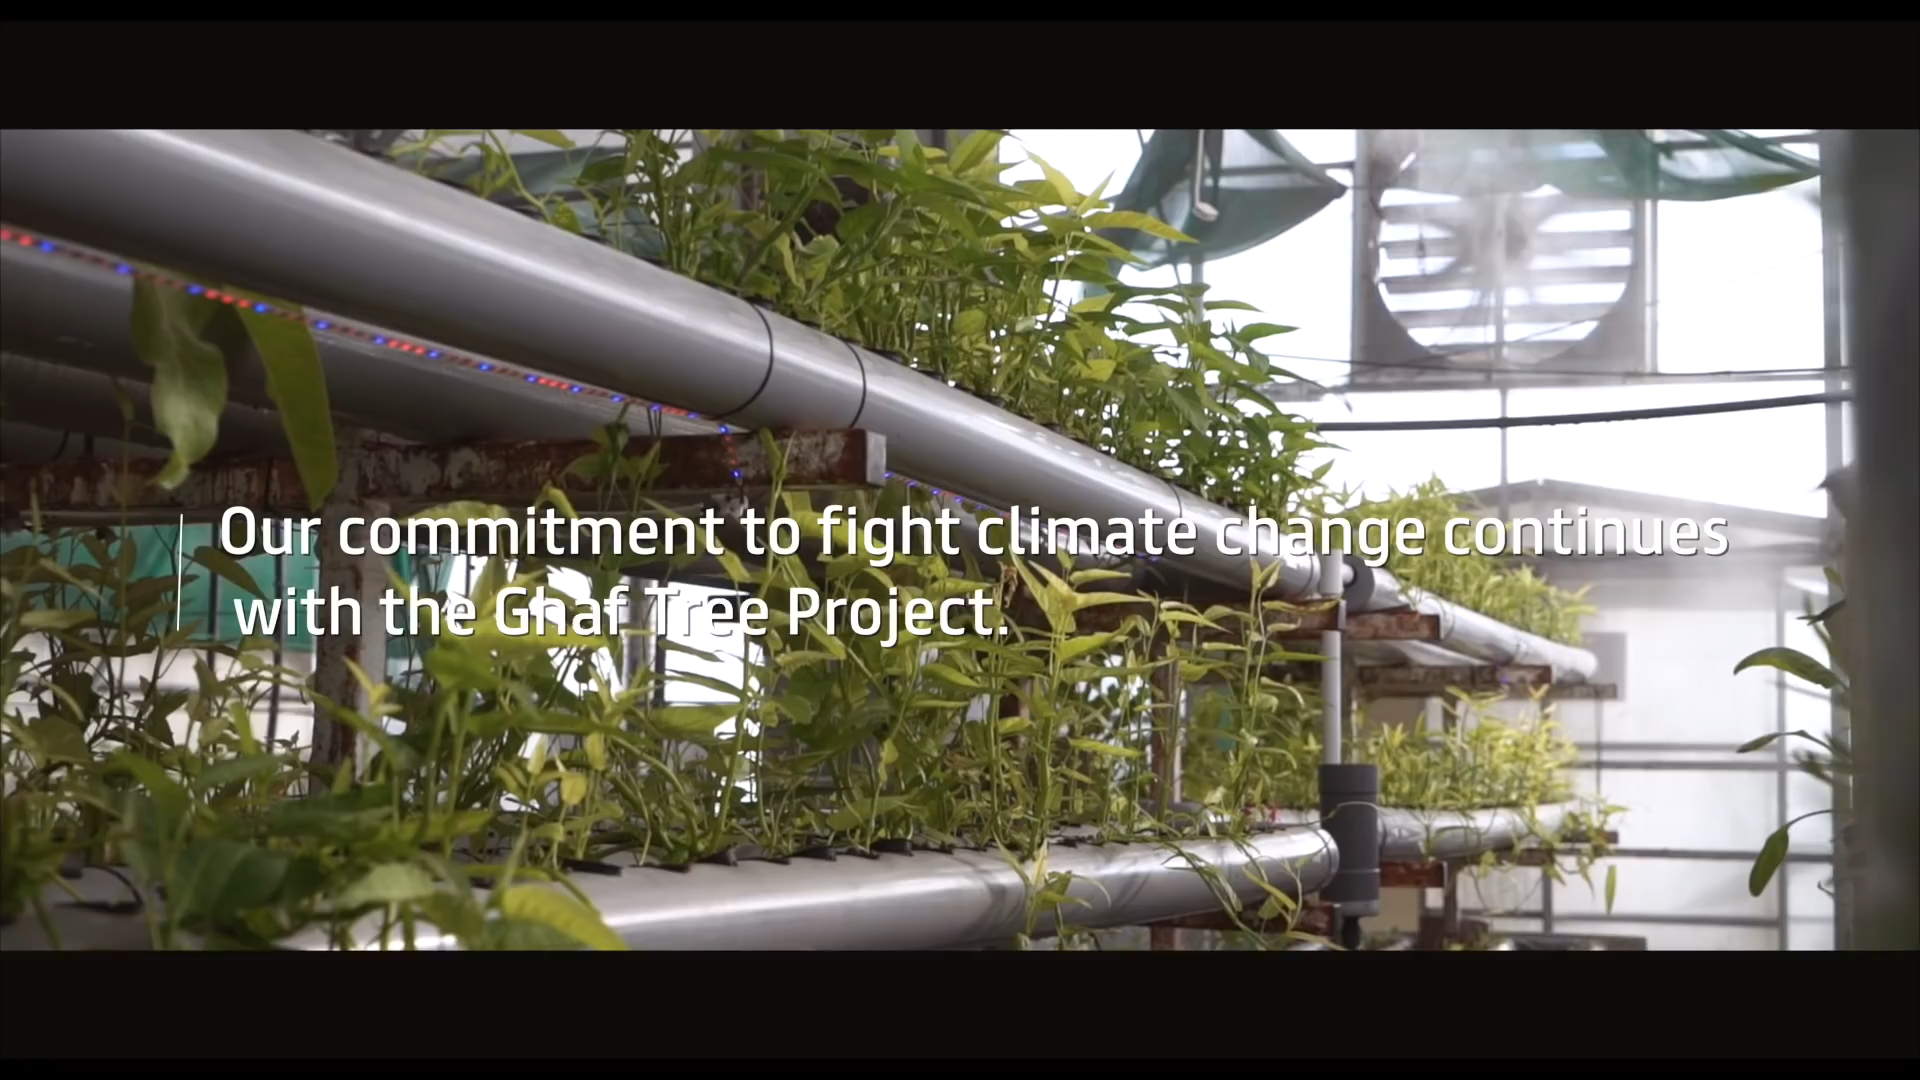 Our commitment to fight climate change continues
with the Ghaf Tree Project.